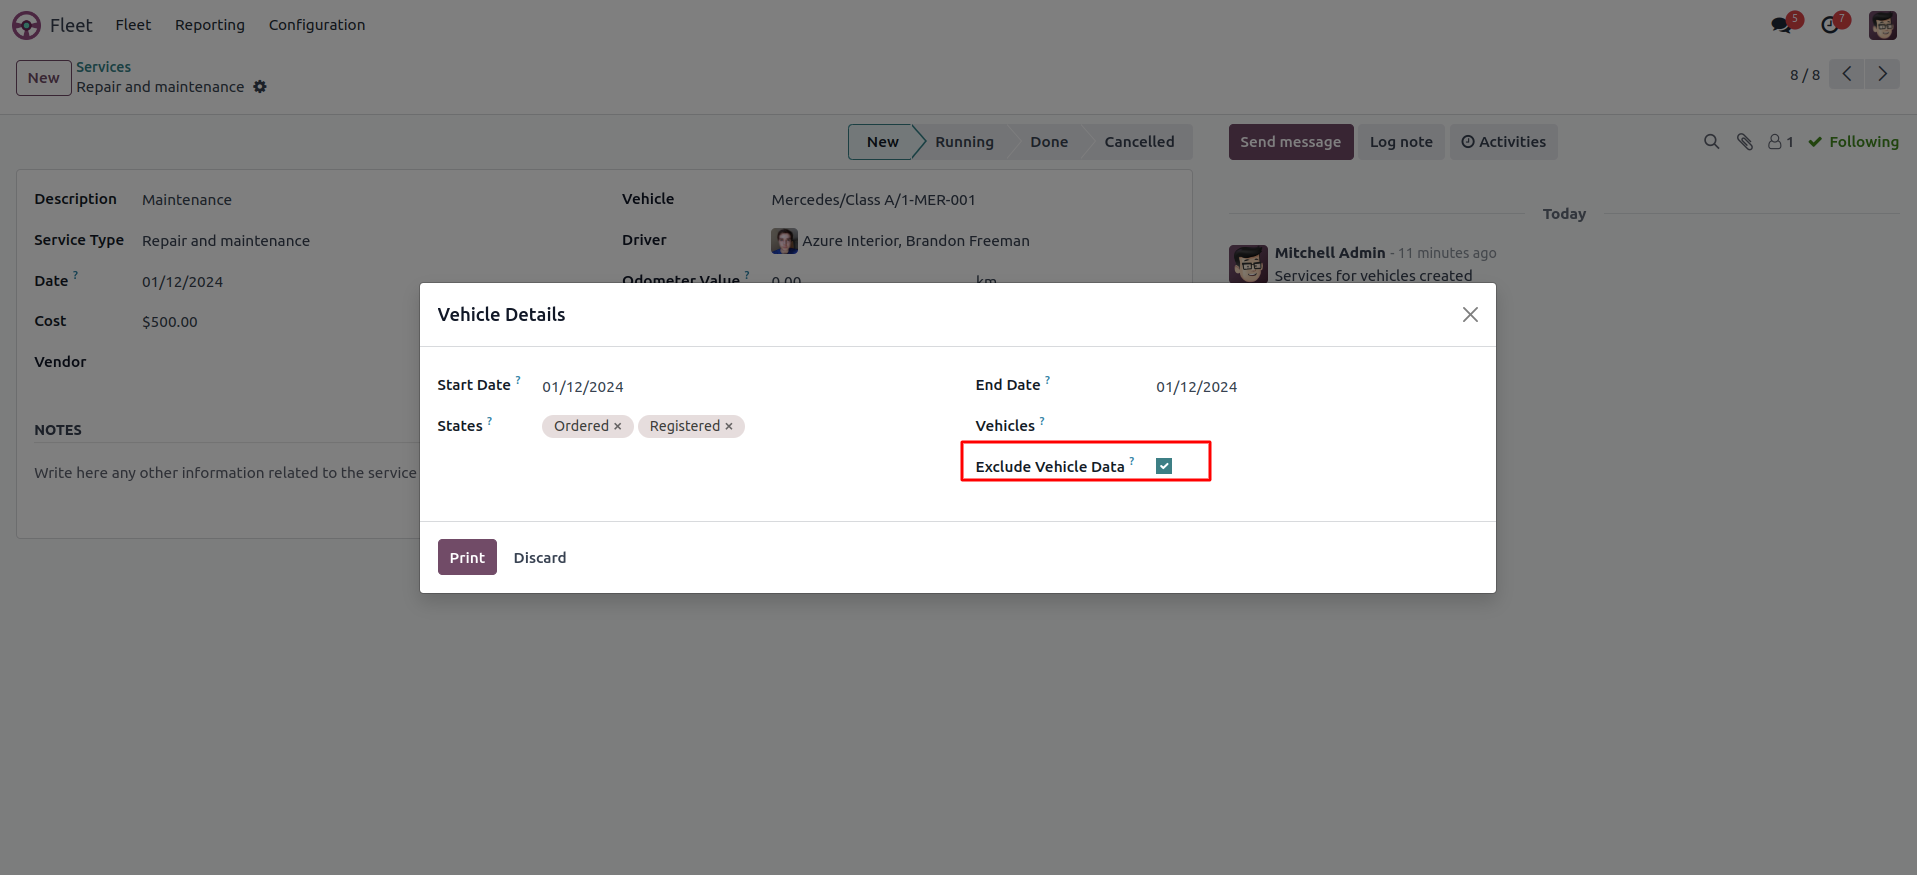 Fleet Fleet Reporting Configuration 5 7
New Services
Repair and maintenance 8 / 8
New Running Done Cancelled Send message Log note Activities 1 Following
Description Maintenance Vehicle Mercedes/Class A/1-MER-001
Today
Service Type Repair and maintenance Driver Azure Interior, Brandon Freeman
Mitchell Admin - 11 minutes ago
Services for vehicles created
Date ? 01/12/2024 Odometer Value ? 0.00 km
Cost $500.00
Vendor
NOTES
Write here any other information related to the service
Vehicle Details
Start Date ? 01/12/2024 End Date ? 01/12/2024
States ? Ordered × Registered × Vehicles ?
Exclude Vehicle Data ?
Print Discard